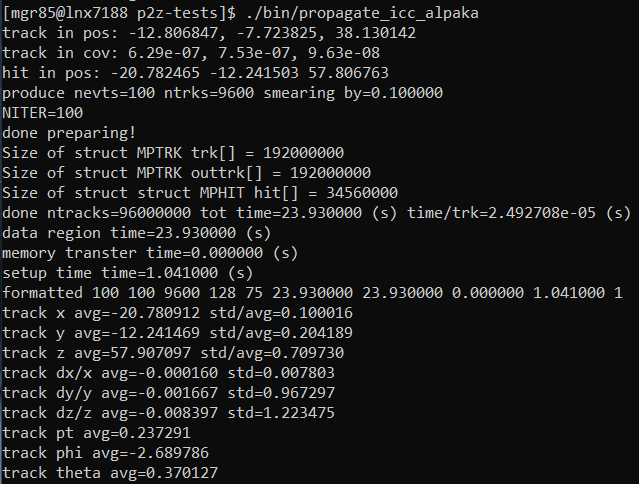 [mgr85@lnx7188 p2z-tests]$ ./bin/propagate_icc_alpaka
track in pos: -12.806847, -7.723825, 38.130142
track in cov: 6.29e-07, 7.53e-07, 9.63e-08
hit in pos: -20.782465 -12.241503 57.806763
produce nevts=100 ntrks=9600 smearing by=0.100000
NITER=100
done preparing!
Size of struct MPTRK trk[] = 192000000
Size of struct MPTRK outtrk[] = 192000000
Size of struct struct MPHIT hit[] = 34560000
done ntracks=96000000 tot time=23.930000 (s) time/trk=2.492708e-05 (s)
data region time=23.930000 (s)
memory transter time=0.000000 (s)
setup time time=1.041000 (s)
formatted 100 100 9600 128 75 23.930000 23.930000 0.000000 1.041000 1
track x avg=-20.780912 std/avg=0.100016
track y avg=-12.241469 std/avg=0.204189
track z avg=57.907097 std/avg=0.709730
track dx/x avg=-0.000160 std=0.007803
track dy/y avg=-0.001667 std=0.967297
track dz/z avg=-0.008397 std=1.223475
track pt avg=0.237291
track phi avg=-2.689786
track theta avg=0.370127